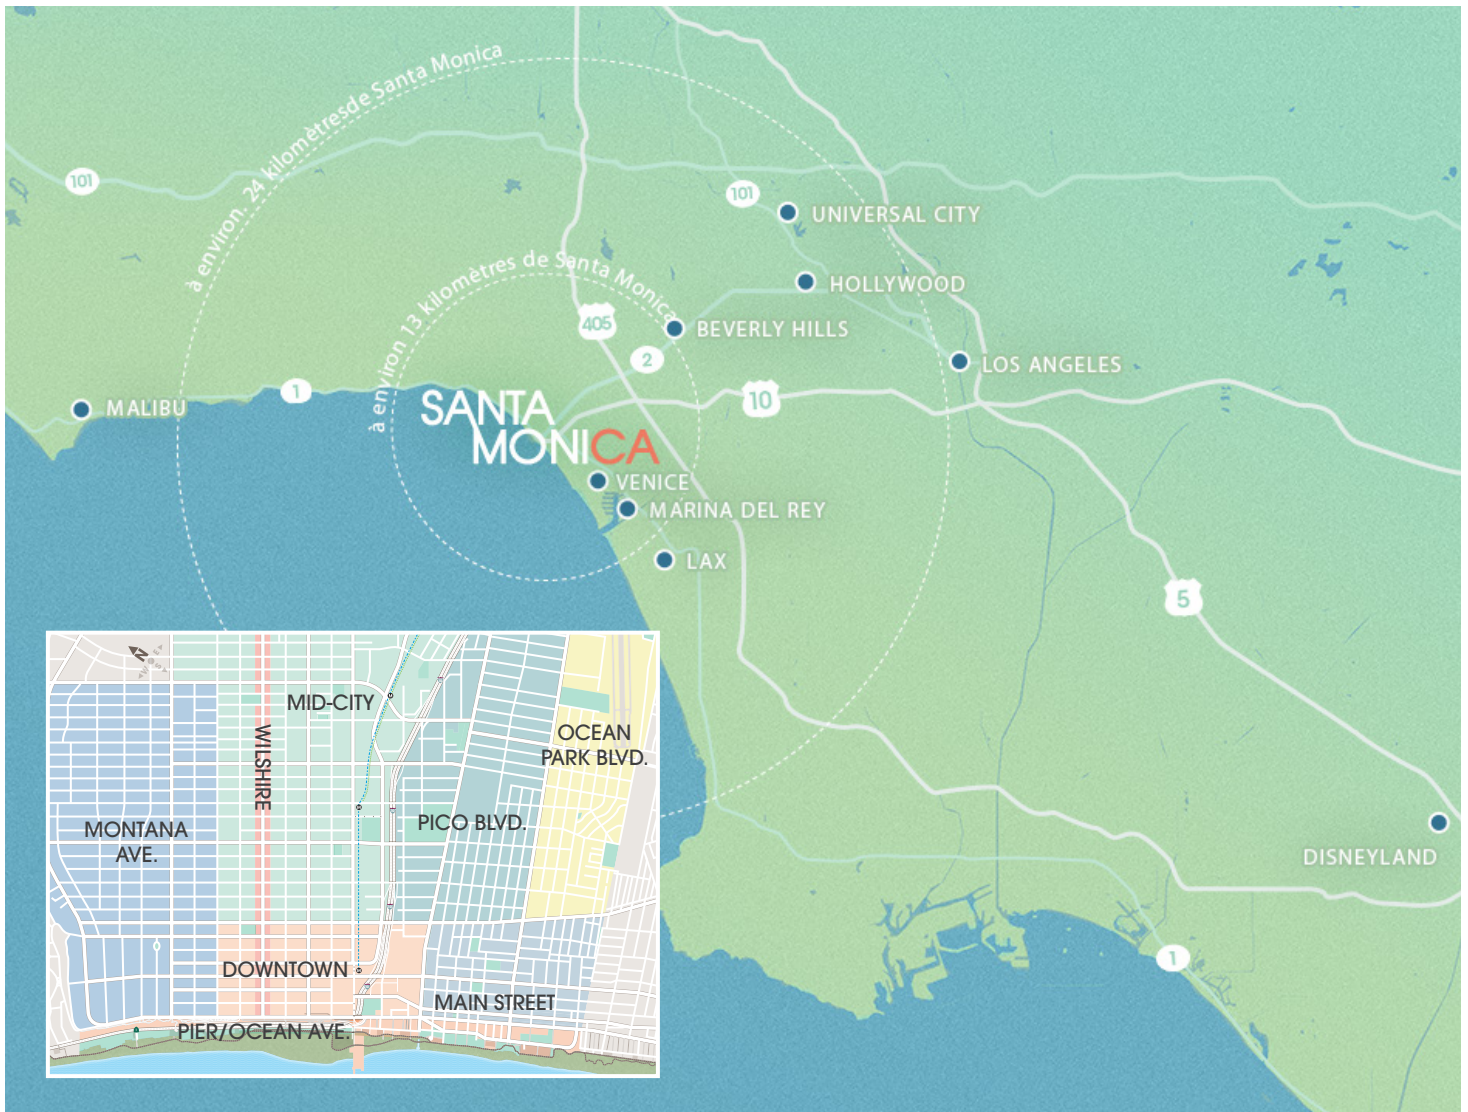 à environ. 24 kilomètresde Santa Monica
101
101
UNIVERSAL CITY
à environ 13 kilomètres de Santa Monica
HOLLYWOOD
405
BEVERLY HILLS
2
LOS ANGELES
1
10
MALIBU
SANTA
MONICA
VENICE
MARINA DEL REY
LAX
5
N
MID-CITY
WILSHIRE
OCEAN
PARK BLVD.
MONTANA
AVE.
PICO BLVD.
DISNEYLAND
DOWNTOWN
1
MAIN STREET
PIER/OCEAN AVE.